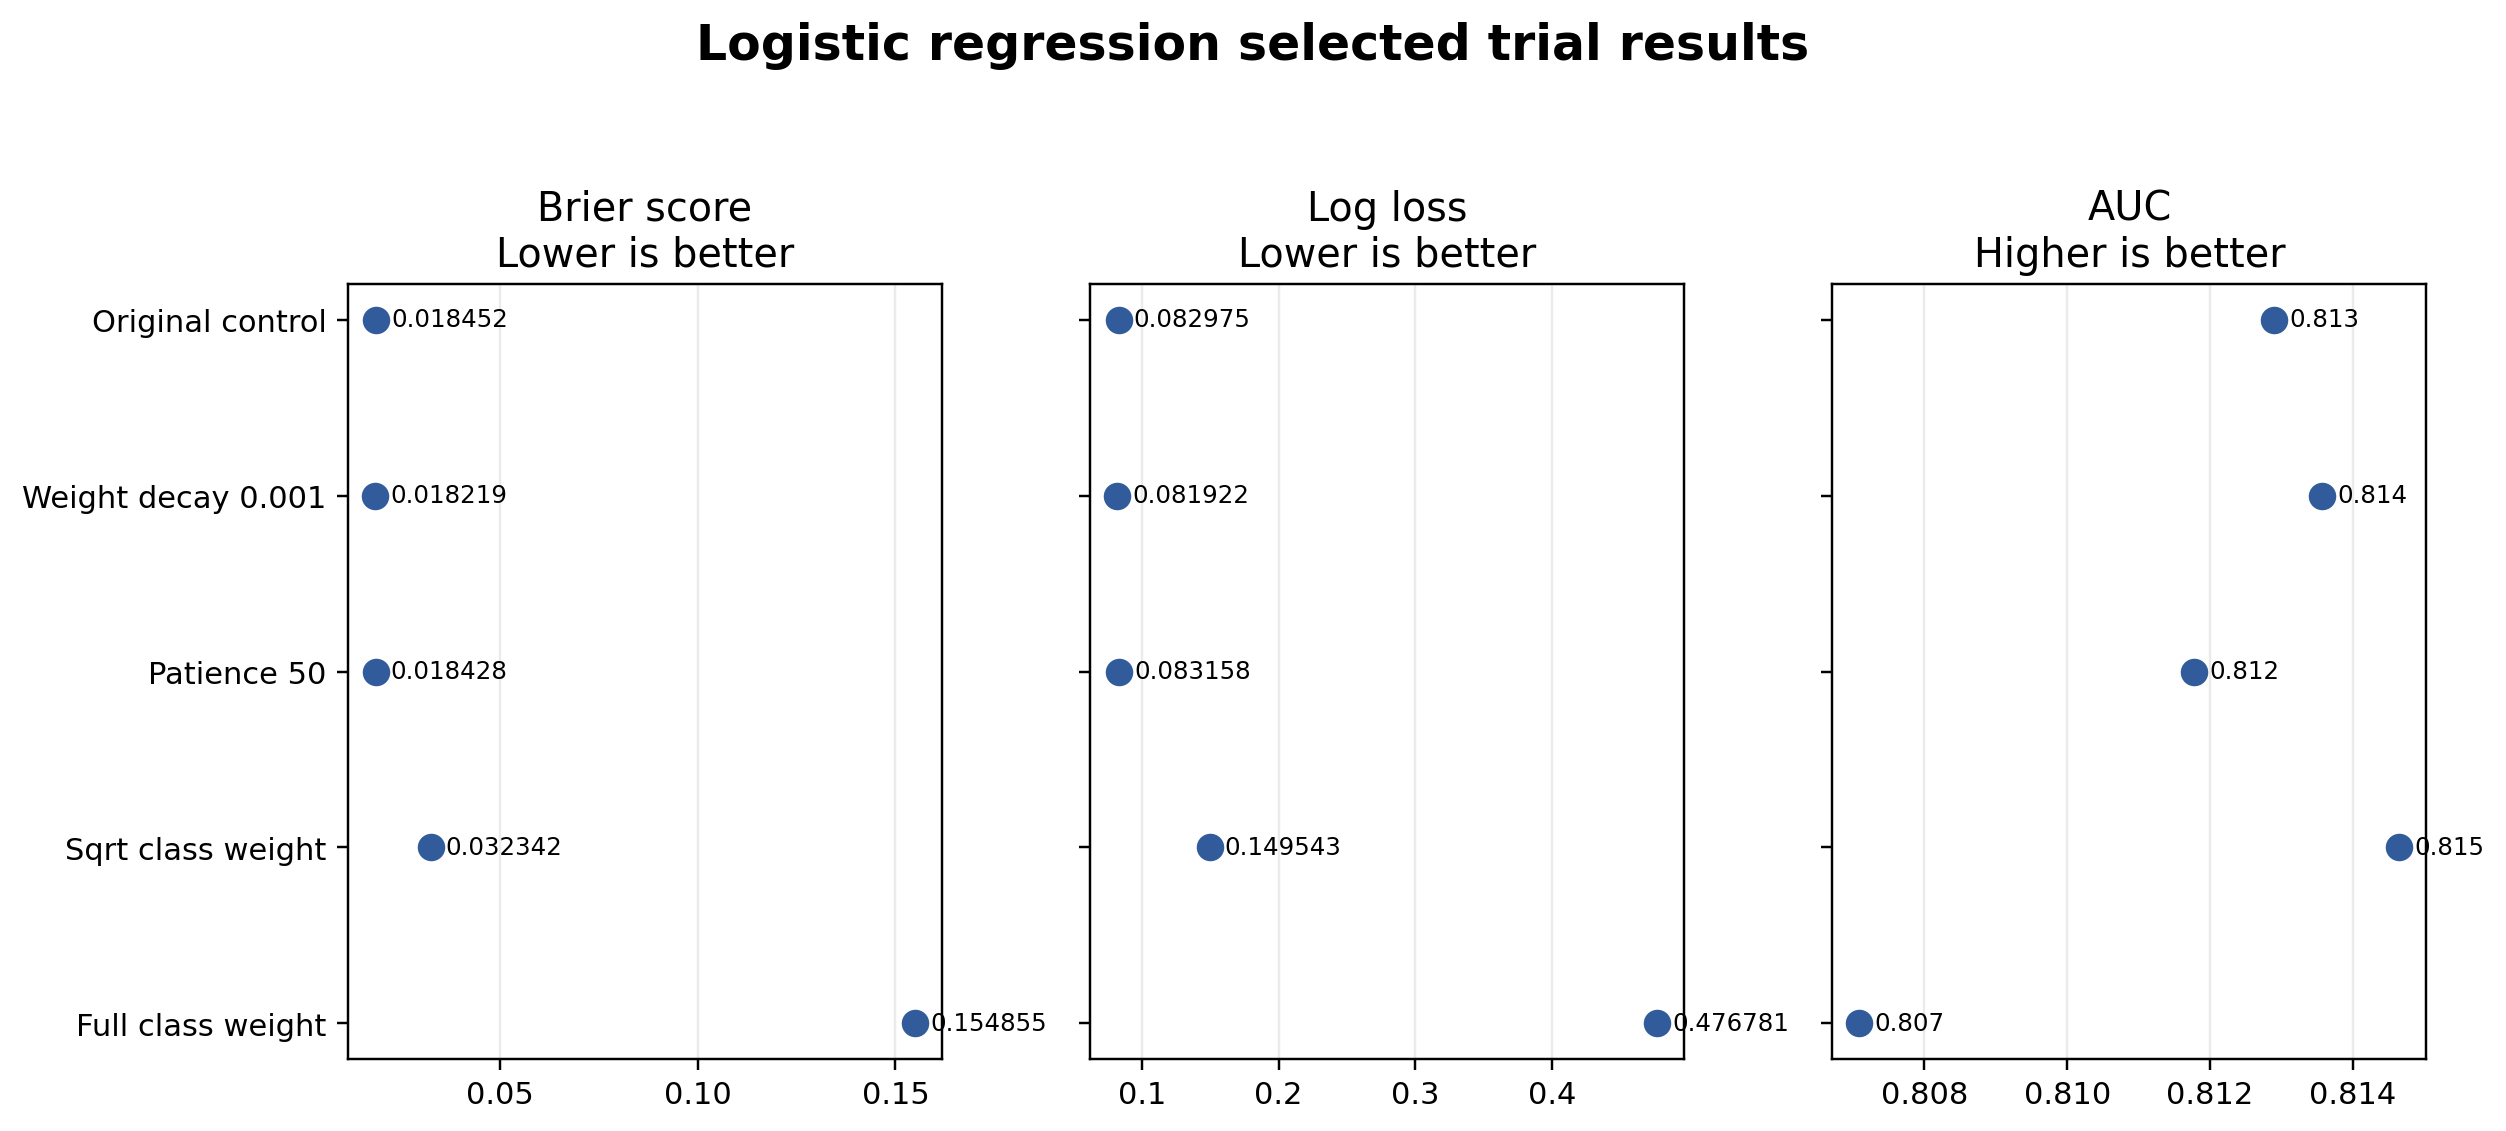 Logistic regression selected trial results
Brier score
Lower is better
Log loss
Lower is better
AUC
Higher is better
Original control
0.018452
0.082975
0.813
Weight decay 0.001
0.018219
0.081922
0.814
Patience 50
0.018428
0.083158
0.812
Sqrt class weight
0.032342
0.149543
0.815
Full class weight
0.154855
0.476781
0.807
0.05 0.10 0.15
0.1 0.2 0.3 0.4
0.808 0.810 0.812 0.814